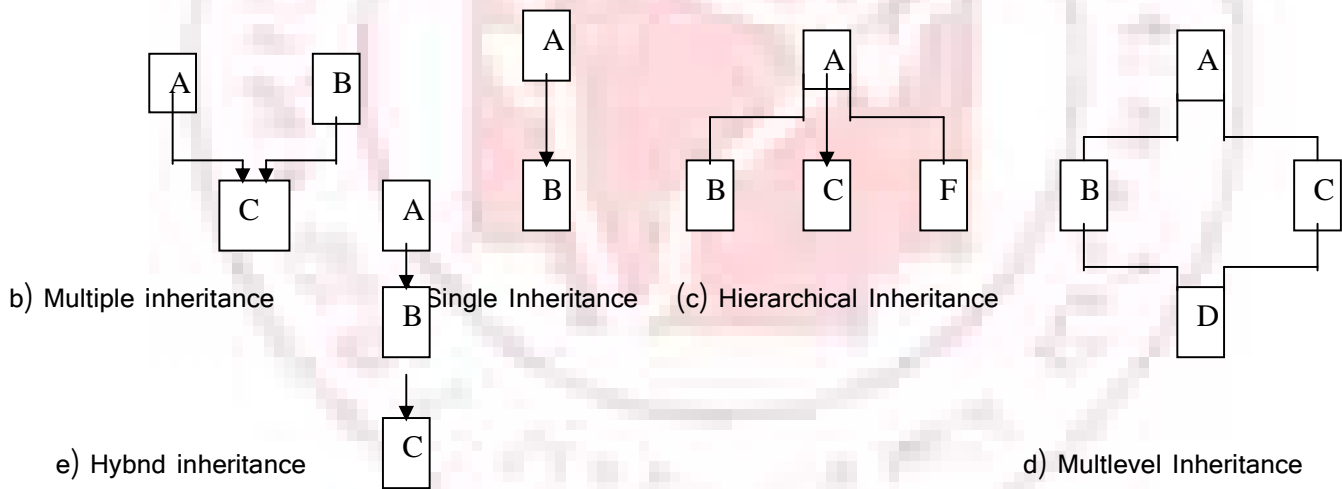 A
A
A
A
B
B
B
C
F
B
C
C
A
b) Multiple inheritance
Single Inheritance
(c) Hierarchical Inheritance
B
D
C
e) Hybnd inheritance
d) Multlevel Inheritance